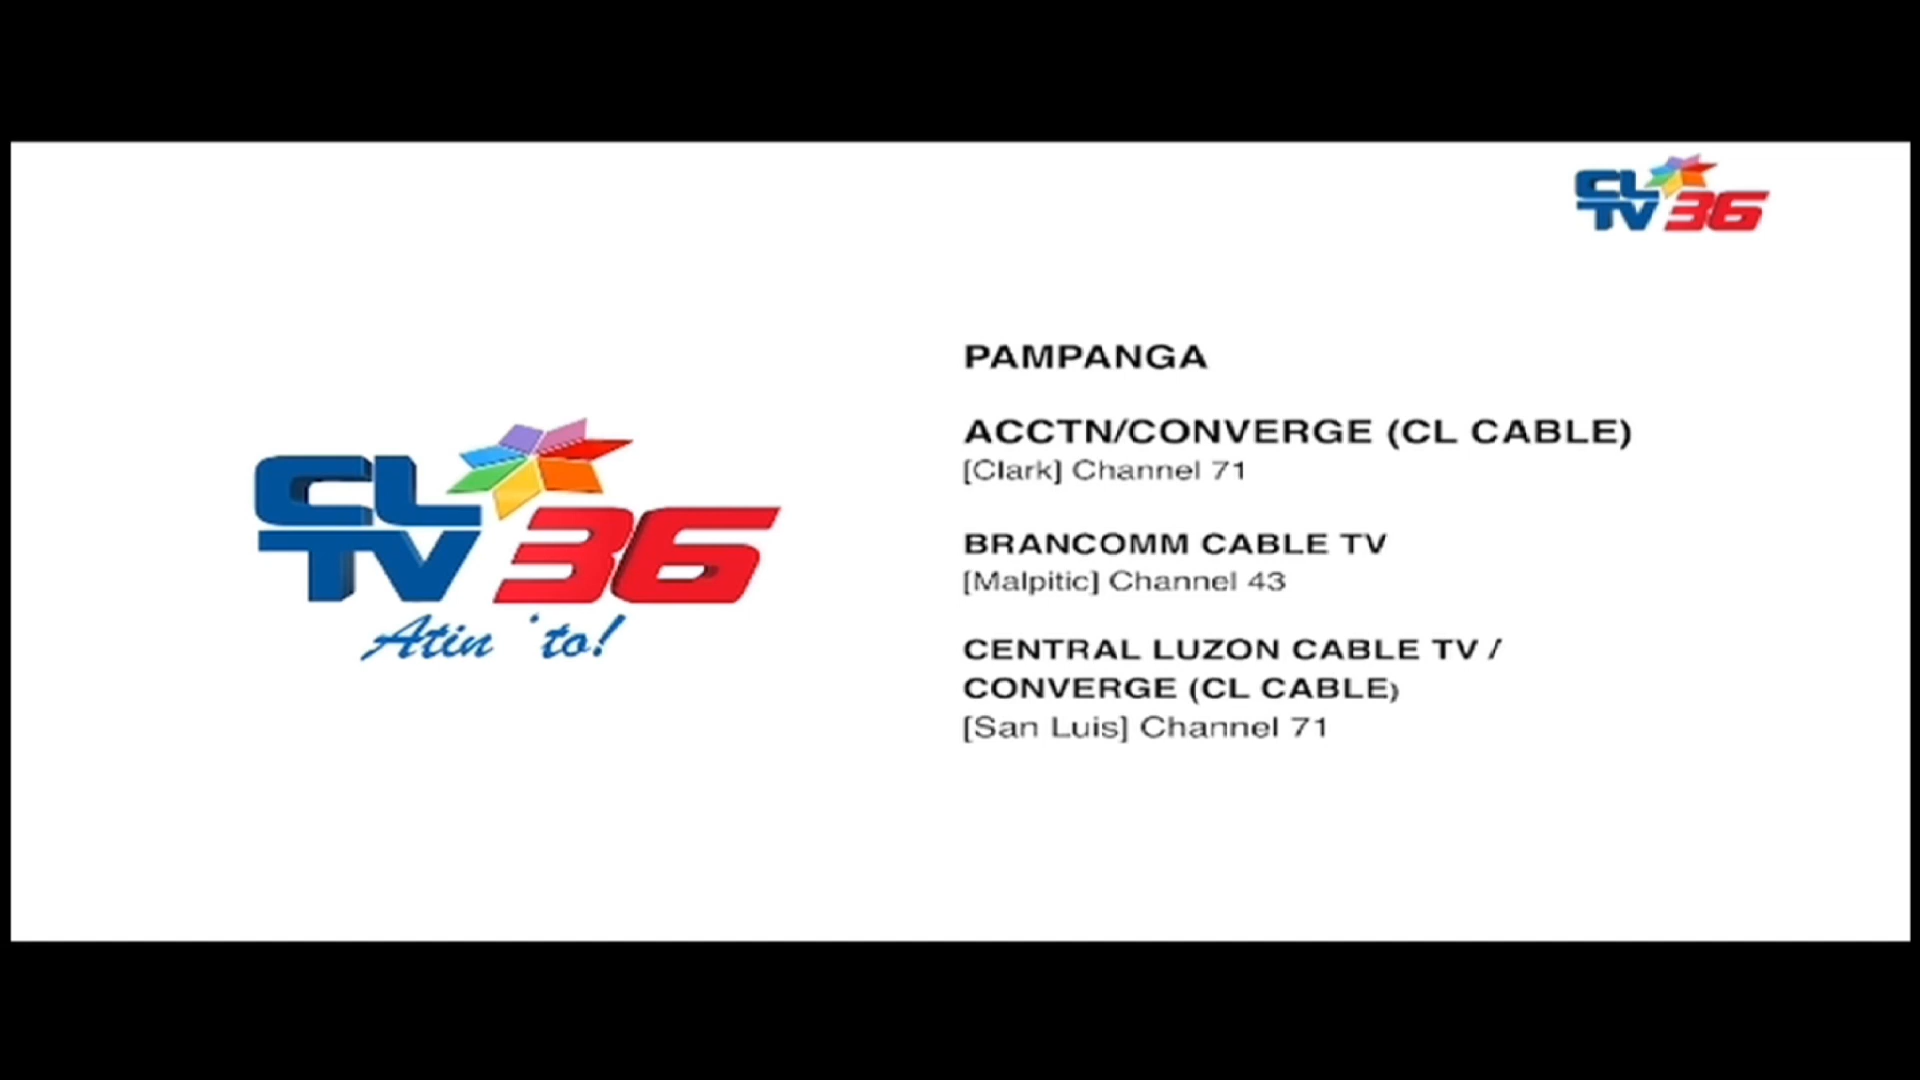 CL
TV 36
CL
TV 36
Atin 'to!
PAMPANGA
ACCTN/CONVERGE (CL CABLE)
[Clark] Channel 71
BRANCOMM CABLE TV
[Malpitic] Channel 43
CENTRAL LUZON CABLE TV /
CONVERGE (CL CABLE)
[San Luis] Channel 71